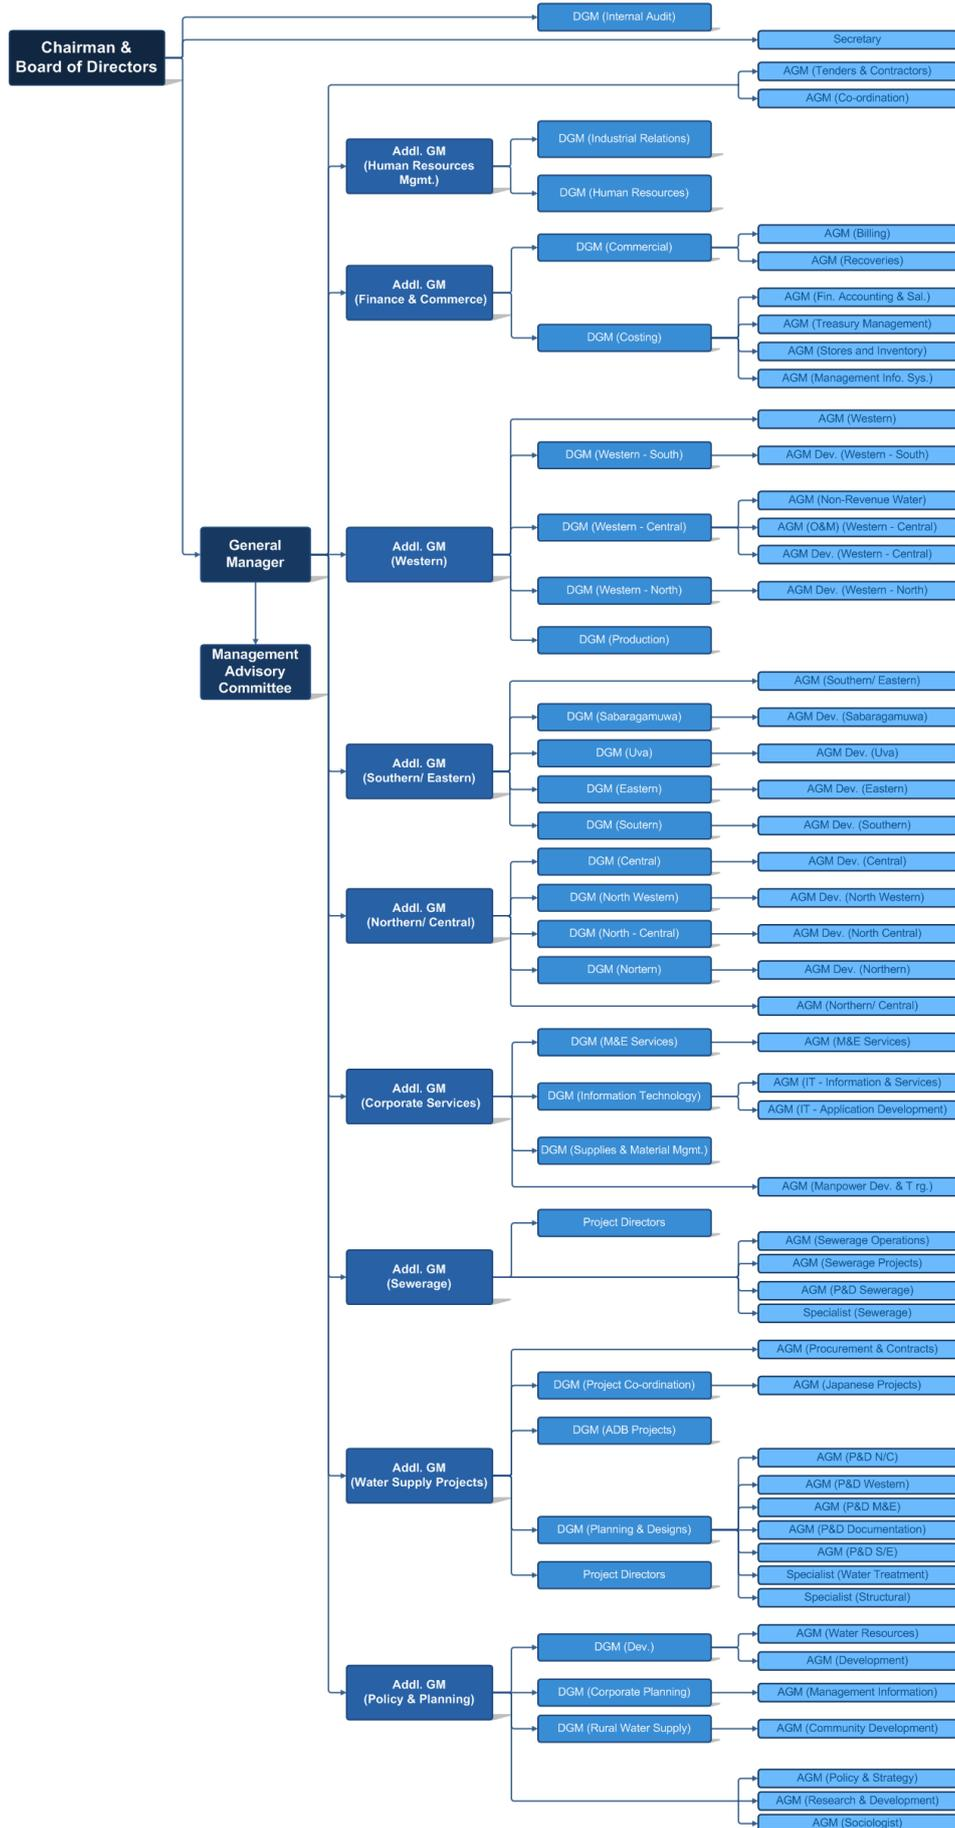 DGM (Internal Audit)
Chairman &
Board of Directors
Secretary
AGM (Tenders & Contractors)
AGM (Co-ordination)
Addl. GM
(Human Resources
Mgmt.)
DGM (Industrial Relations)
DGM (Human Resources)
Addl. GM
(Finance & Commerce)
DGM (Commercial)
AGM (Billing)
AGM (Recoveries)
DGM (Costing)
AGM (Fin. Accounting & Sal.)
AGM (Treasury Management)
AGM (Stores and Inventory)
AGM (Management Info. Sys.)
General
Manager
Management
Advisory
Committee
Addl. GM
(Western)
AGM (Western)
DGM (Western - South)
AGM Dev. (Western - South)
DGM (Western - Central)
AGM (Non-Revenue Water)
AGM (O&M) (Western - Central)
AGM Dev. (Western - Central)
DGM (Western - North)
AGM Dev. (Western - North)
DGM (Production)
Addl. GM
(Southern/ Eastern)
AGM (Southern/ Eastern)
DGM (Sabaragamuwa)
AGM Dev. (Sabaragamuwa)
DGM (Uva)
AGM Dev. (Uva)
DGM (Eastern)
AGM Dev. (Eastern)
DGM (Soutern)
AGM Dev. (Southern)
Addl. GM
(Northern/ Central)
DGM (Central)
AGM Dev. (Central)
DGM (North Western)
AGM Dev. (North Western)
DGM (North - Central)
AGM Dev. (North Central)
DGM (Nortern)
AGM Dev. (Northern)
AGM (Northern/ Central)
Addl. GM
(Corporate Services)
DGM (M&E Services)
AGM (M&E Services)
DGM (Information Technology)
AGM (IT - Information & Services)
AGM (IT - Application Development)
DGM (Supplies & Material Mgmt.)
AGM (Manpower Dev. & T rg.)
Addl. GM
(Sewerage)
Project Directors
AGM (Sewerage Operations)
AGM (Sewerage Projects)
AGM (P&D Sewerage)
Specialist (Sewerage)
Addl. GM
(Water Supply Projects)
AGM (Procurement & Contracts)
DGM (Project Co-ordination)
AGM (Japanese Projects)
DGM (ADB Projects)
DGM (Planning & Designs)
AGM (P&D N/C)
AGM (P&D Western)
AGM (P&D M&E)
AGM (P&D Documentation)
AGM (P&D S/E)
Specialist (Water Treatment)
Specialist (Structural)
Project Directors
Addl. GM
(Policy & Planning)
DGM (Dev.)
AGM (Water Resources)
AGM (Development)
DGM (Corporate Planning)
AGM (Management Information)
DGM (Rural Water Supply)
AGM (Community Development)
AGM (Policy & Strategy)
AGM (Research & Development)
AGM (Sociologist)